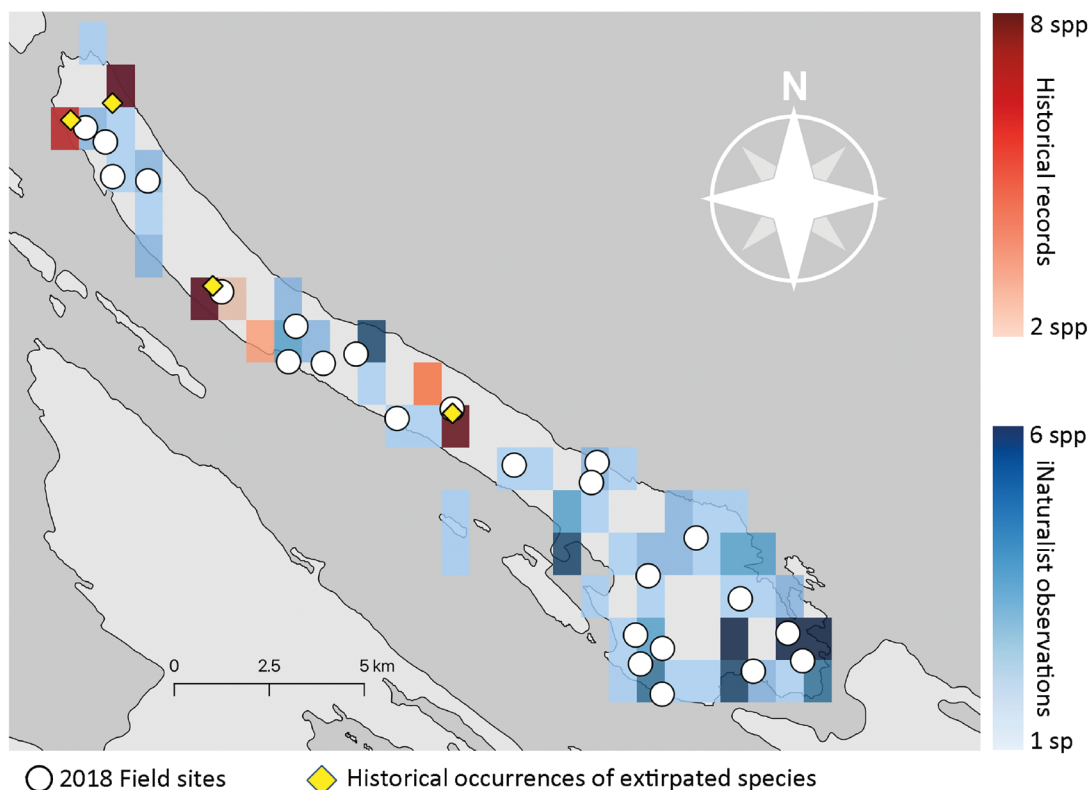 N
8 spp
Historical records
2 spp
6 spp
iNaturalist observations
1 sp
0 2.5 5 km
2018 Field sites
Historical occurrences of extirpated species